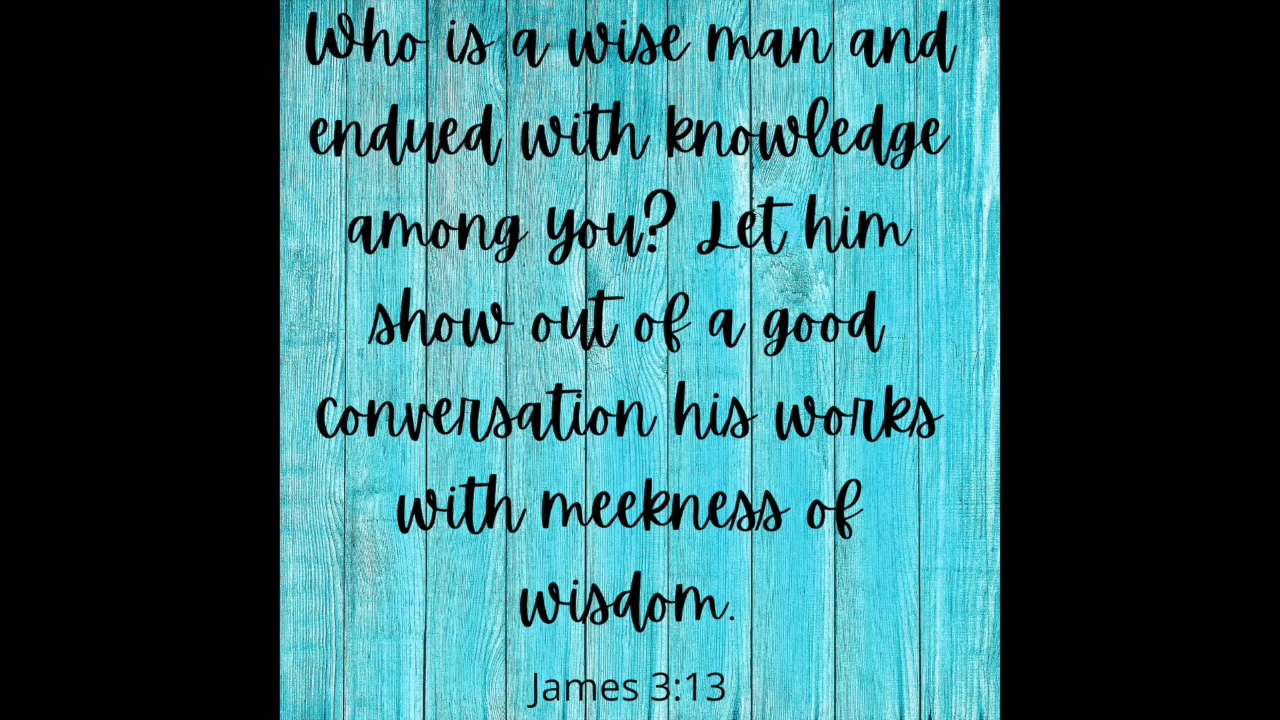 Who is a wise man and
endued with knowledge
among you? Let him
show out of a good
conversation his works
with meekness of
wisdom.
James 3:13